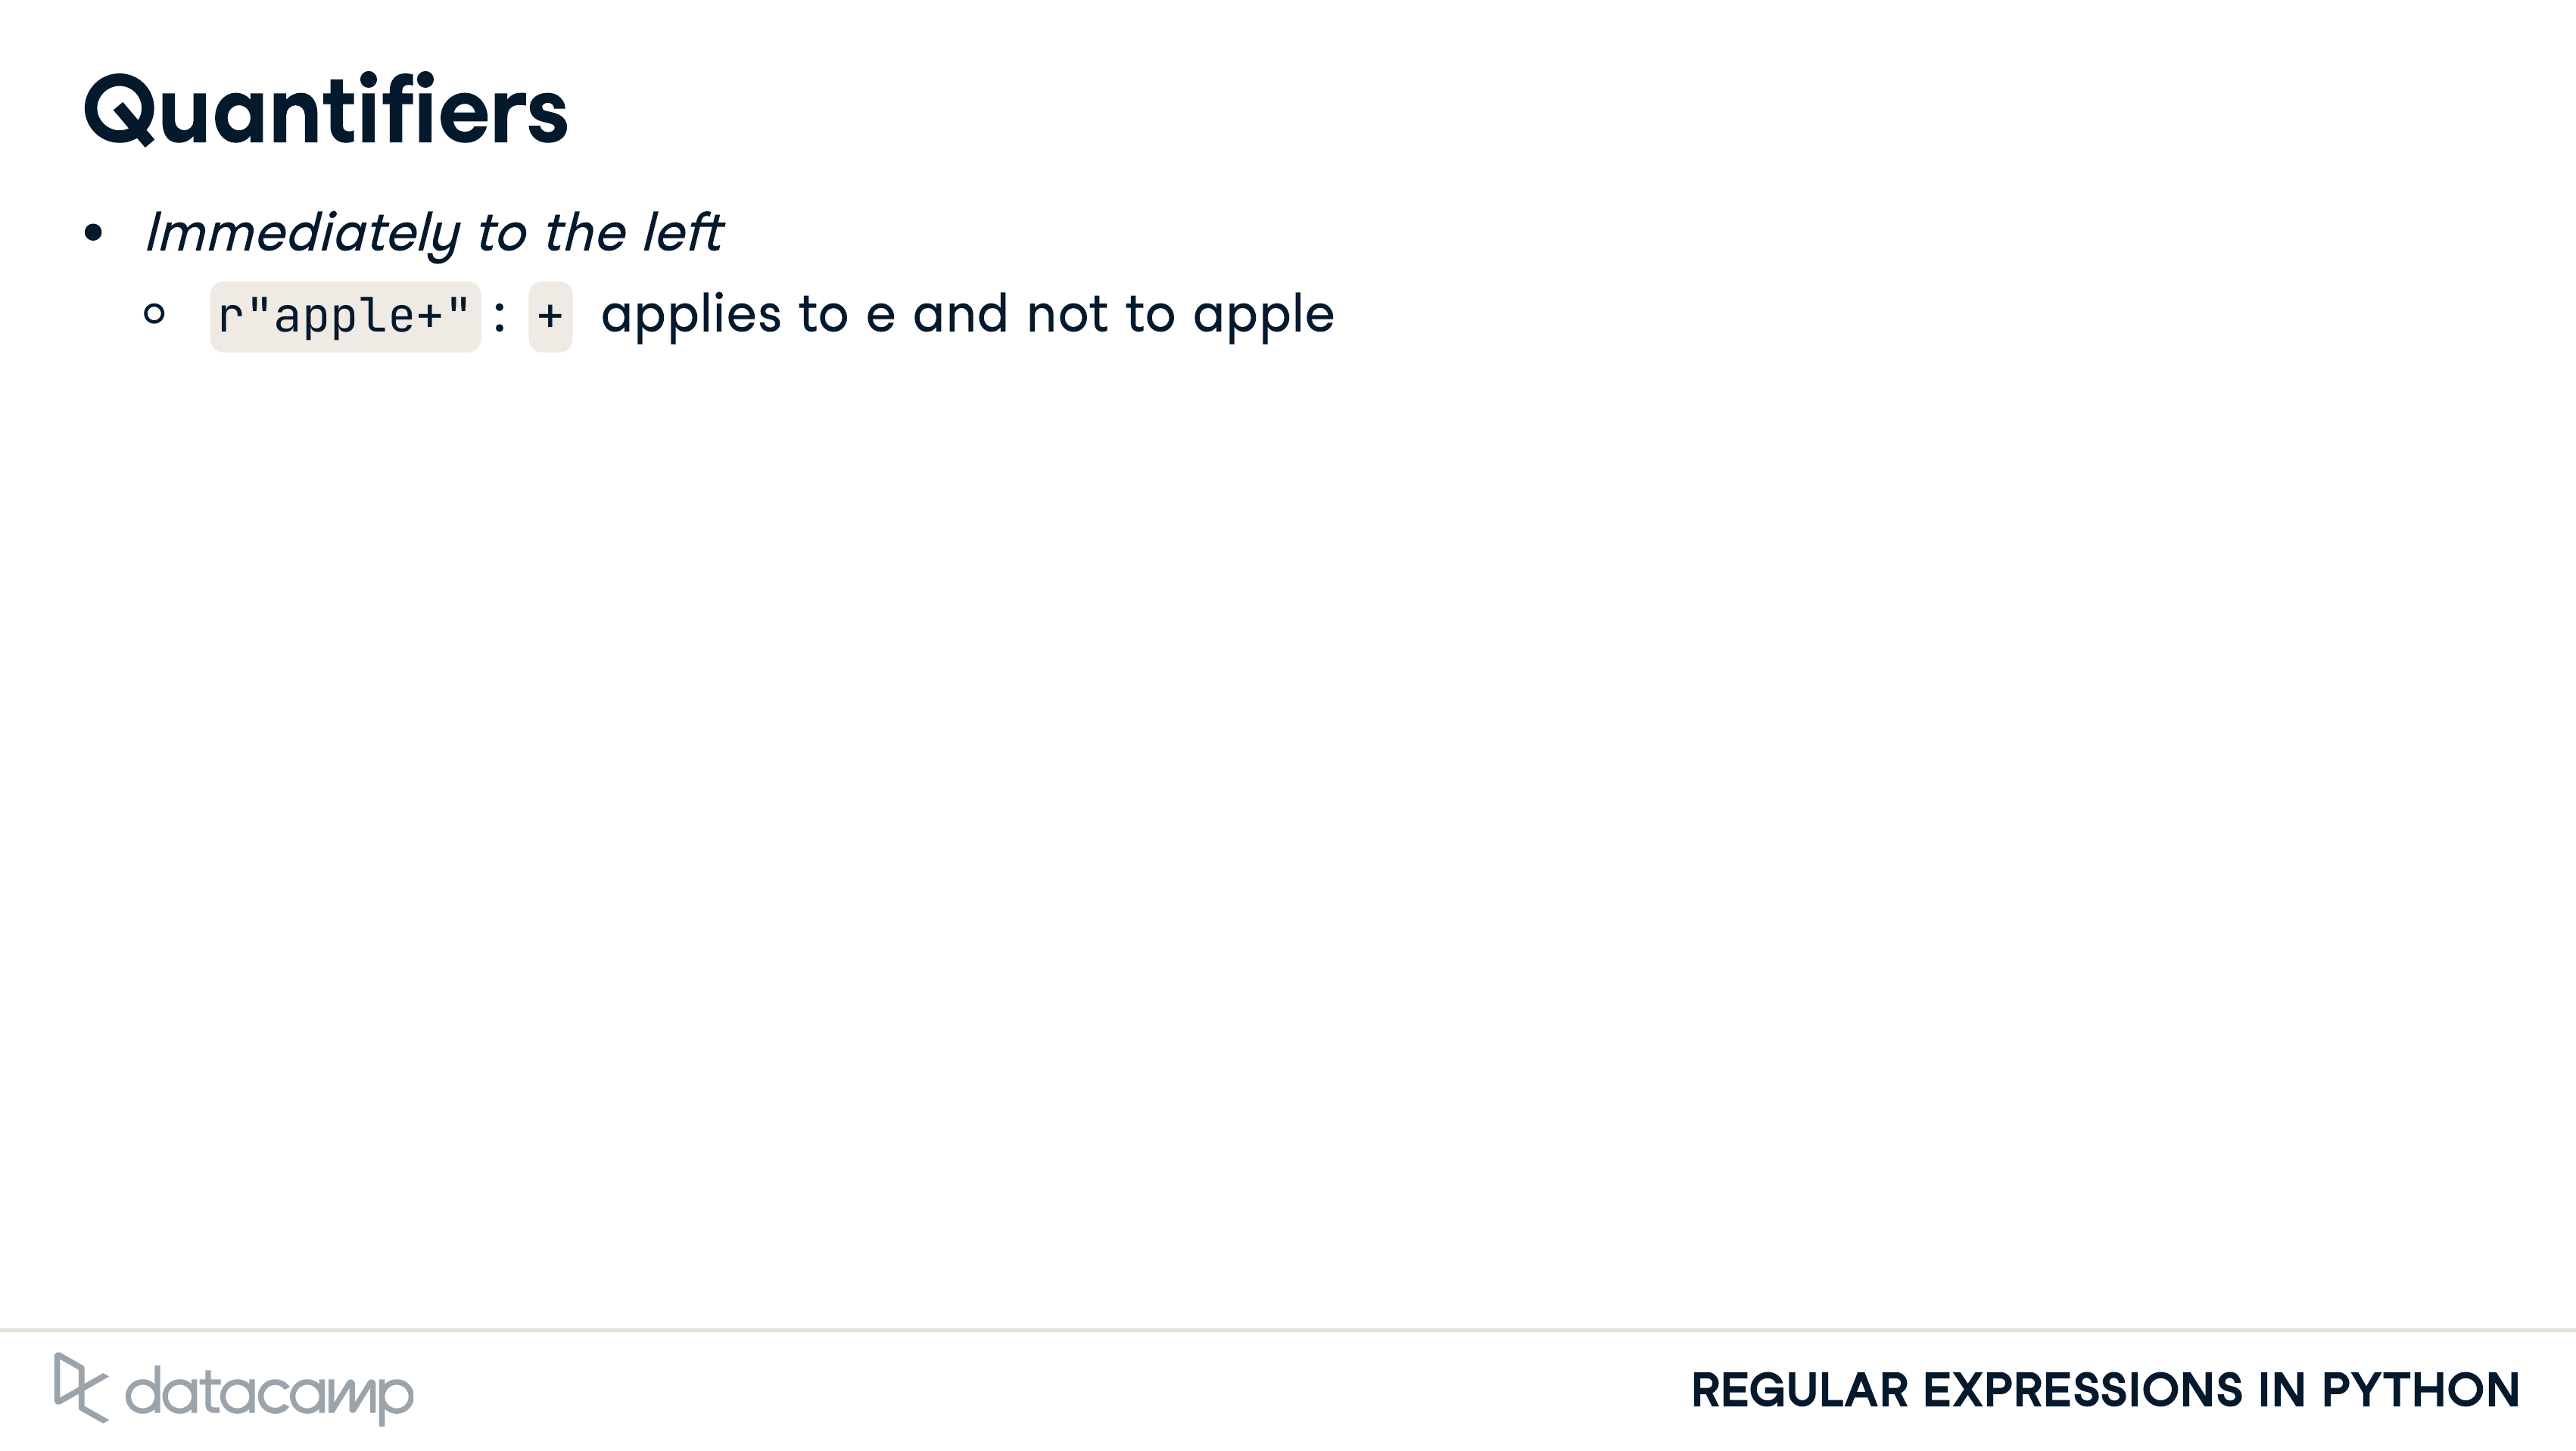 Quantifiers
• Immediately to the left
○ r"apple+" : + applies to e and not to apple
datacamp
REGULAR EXPRESSIONS IN PYTHON